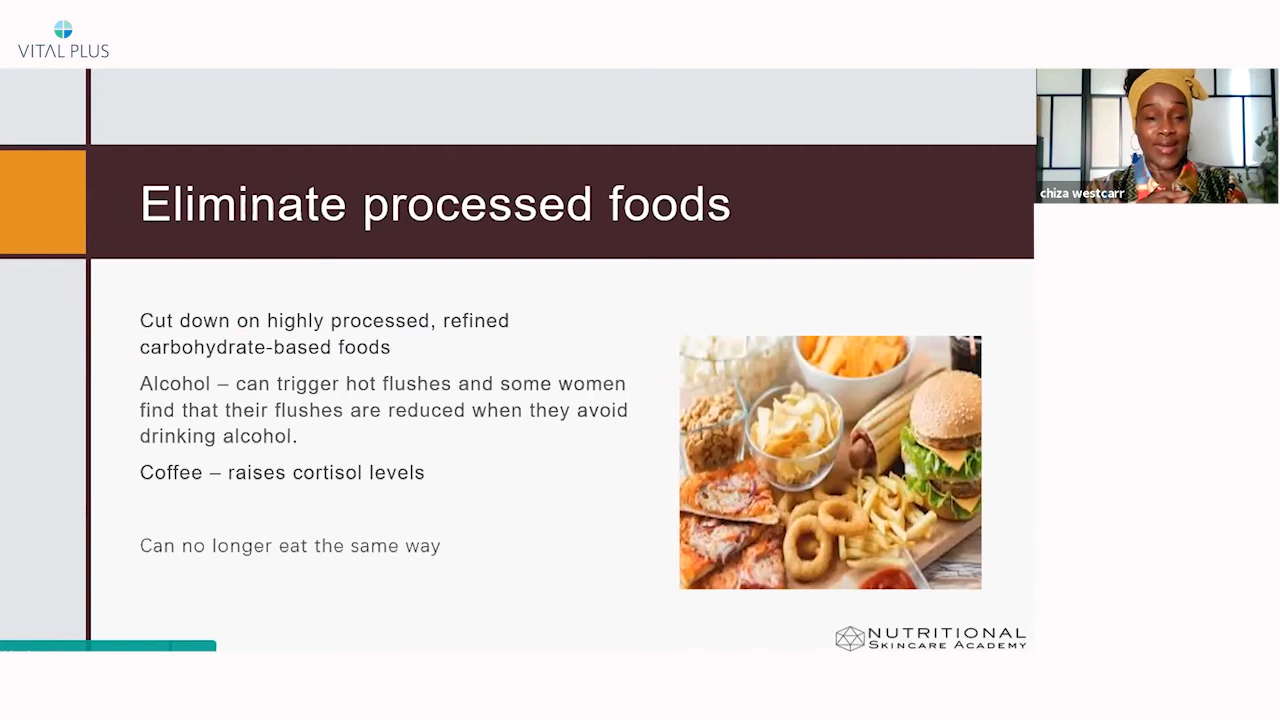 VITAL PLUS
chiza westcarr
Eliminate processed foods
Cut down on highly processed, refined
carbohydrate-based foods
Alcohol – can trigger hot flushes and some women
find that their flushes are reduced when they avoid
drinking alcohol.
Coffee – raises cortisol levels
Can no longer eat the same way
NUTRITIONAL
SKINCARE ACADEMY